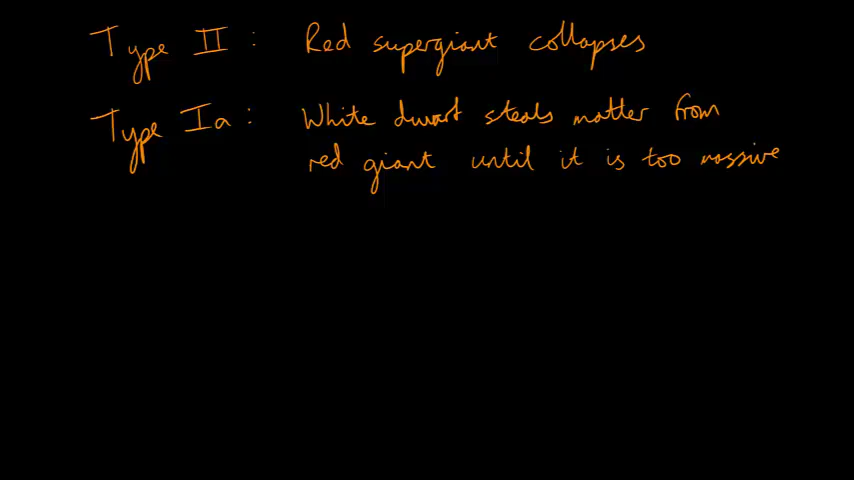 Type II : Red supergiant collapses
Type Ia : White dwarf steals matter from
red giant until it is too massive